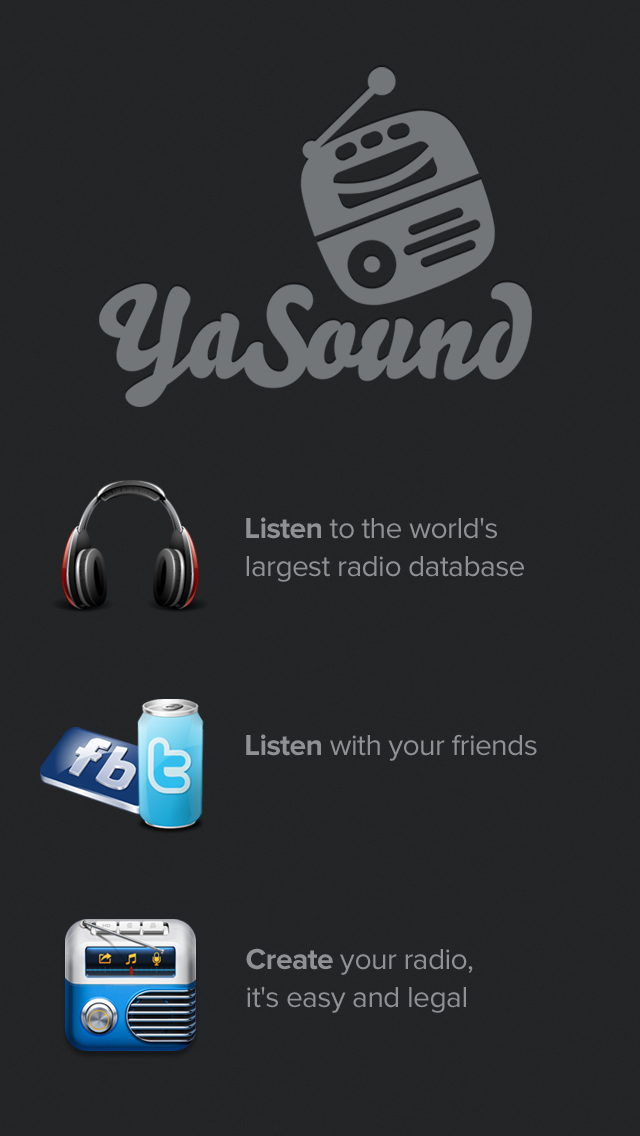 YaSound
Listen to the world's
largest radio database
fb
t
Listen with your friends
Create your radio,
it's easy and legal